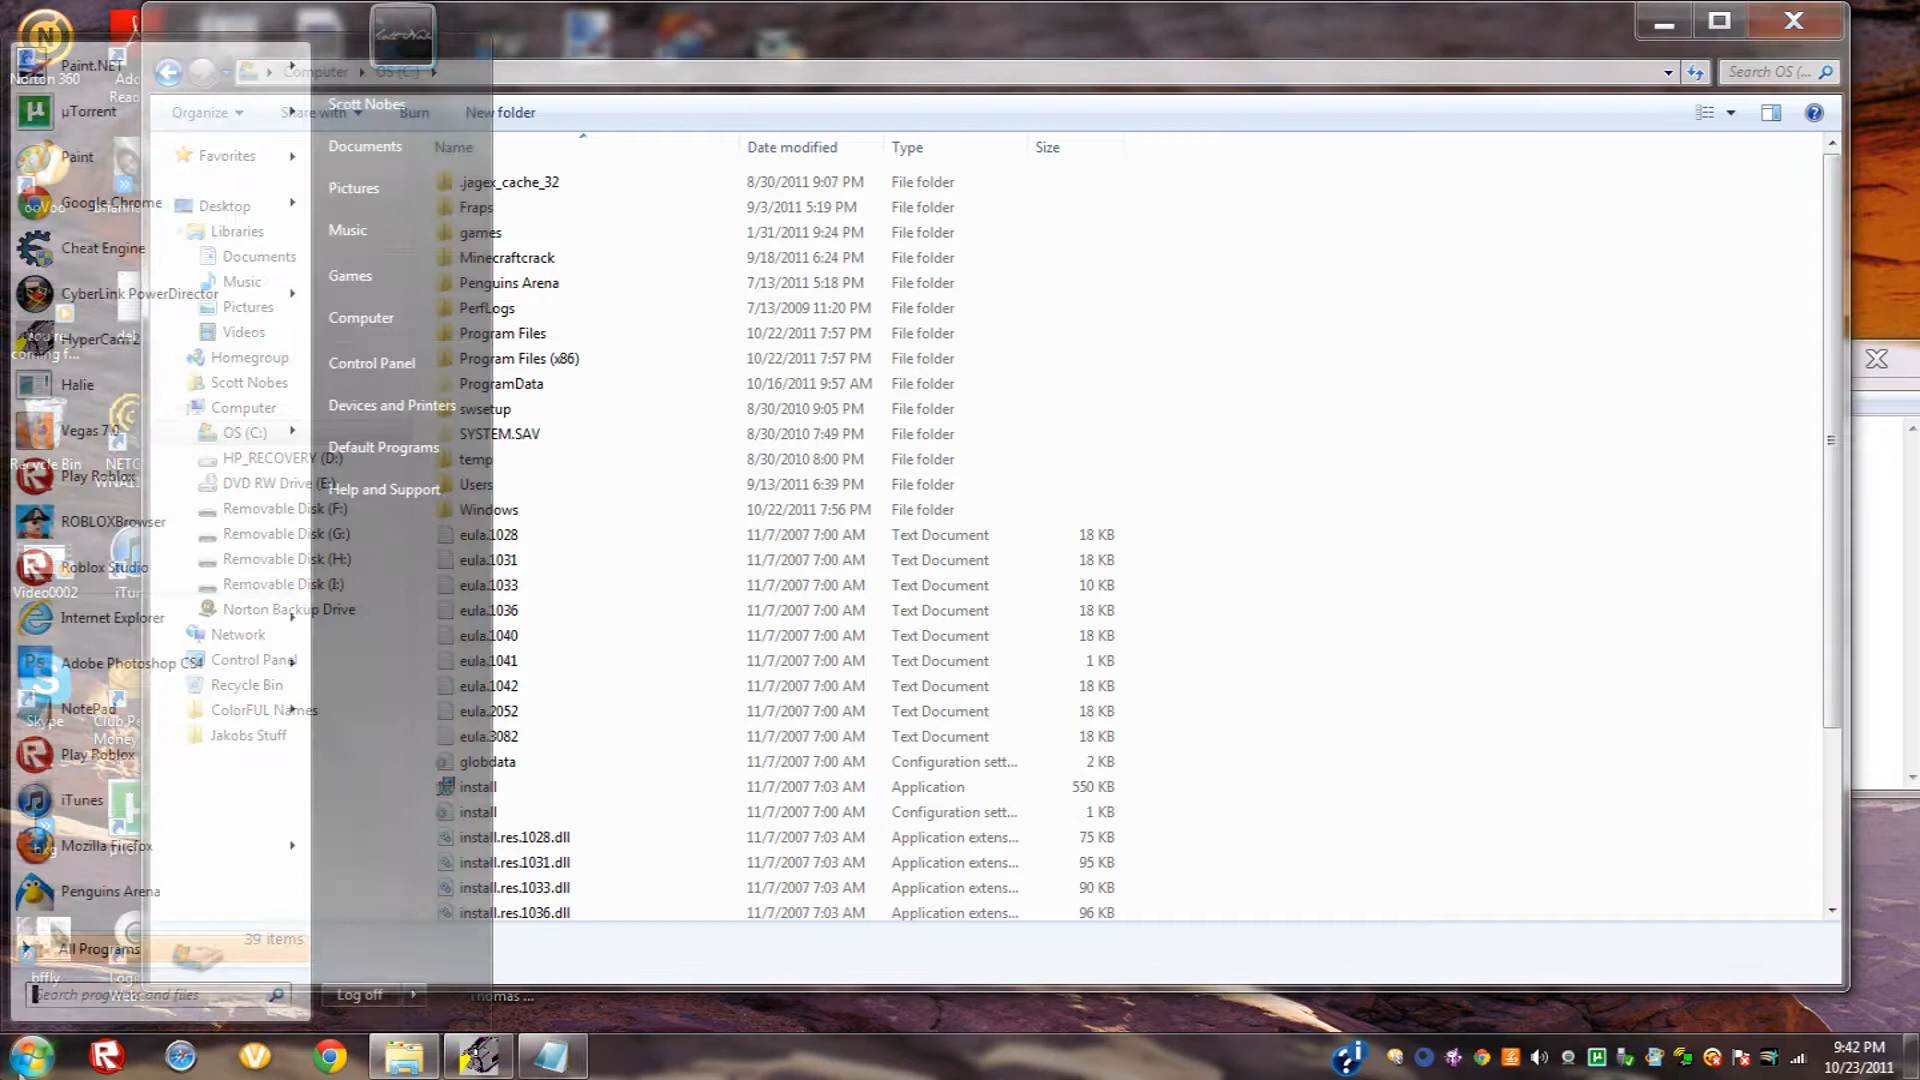 Computer
OS (C:)
Search OS (...
Organize
Share with
Burn
New folder
Norton 360
Paint.NET
µTorrent
Paint
ooVoo
Google Chrome
Cheat Engine
CyberLink PowerDirector
HyperCam 2
coming f...
Halie
Vegas 7.0
Recycle Bin
Play Roblox
ROBLOXBrowser
Roblox Studio
Video0002
Internet Explorer
Adobe Photoshop CS4
NotePad
Skype
Play Roblox
iTunes
Mozilla Firefox
Penguins Arena
All Programs
bffly
Search programs and files
Favorites
Desktop
Libraries
Documents
Music
Pictures
Videos
Homegroup
Scott Nobes
Computer
OS (C:)
HP_RECOVERY (D:)
DVD RW Drive (E:)
Removable Disk (F:)
Removable Disk (G:)
Removable Disk (H:)
Removable Disk (I:)
Norton Backup Drive
Network
Control Panel
Recycle Bin
ColorFUL Names
Jakobs Stuff
39 items
Scott Nobes
Documents
Pictures
Music
Games
Computer
Control Panel
Devices and Printers
Default Programs
Help and Support
Log off
Thomas ...
Name Date modified Type Size
.jagex_cache_32 8/30/2011 9:07 PM File folder
Fraps 9/3/2011 5:19 PM File folder
games 1/31/2011 9:24 PM File folder
Minecraftcrack 9/18/2011 6:24 PM File folder
Penguins Arena 7/13/2011 5:18 PM File folder
PerfLogs 7/13/2009 11:20 PM File folder
Program Files 10/22/2011 7:57 PM File folder
Program Files (x86) 10/22/2011 7:57 PM File folder
ProgramData 10/16/2011 9:57 AM File folder
swsetup 8/30/2010 9:05 PM File folder
SYSTEM.SAV 8/30/2010 7:49 PM File folder
temp 8/30/2010 8:00 PM File folder
Users 9/13/2011 6:39 PM File folder
Windows 10/22/2011 7:56 PM File folder
eula.1028 11/7/2007 7:00 AM Text Document 18 KB
eula.1031 11/7/2007 7:00 AM Text Document 18 KB
eula.1033 11/7/2007 7:00 AM Text Document 10 KB
eula.1036 11/7/2007 7:00 AM Text Document 18 KB
eula.1040 11/7/2007 7:00 AM Text Document 18 KB
eula.1041 11/7/2007 7:00 AM Text Document 1 KB
eula.1042 11/7/2007 7:00 AM Text Document 18 KB
eula.2052 11/7/2007 7:00 AM Text Document 18 KB
eula.3082 11/7/2007 7:00 AM Text Document 18 KB
globdata 11/7/2007 7:00 AM Configuration sett... 2 KB
install 11/7/2007 7:03 AM Application 550 KB
install 11/7/2007 7:00 AM Configuration sett... 1 KB
install.res.1028.dll 11/7/2007 7:03 AM Application extens... 75 KB
install.res.1031.dll 11/7/2007 7:03 AM Application extens... 95 KB
install.res.1033.dll 11/7/2007 7:03 AM Application extens... 90 KB
install.res.1036.dll 11/7/2007 7:03 AM Application extens... 96 KB
9:42 PM
10/23/2011